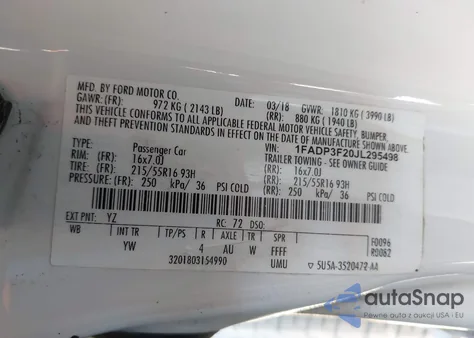 MFD. BY FORD MOTOR CO.
DATE: 03/18 GVWR: 1810 KG ( 3990 LB)
GAWR: (FR): 972 KG ( 2143 LB) (RR): 880 KG ( 1940 LB)
THIS VEHICLE CONFORMS TO ALL APPLICABLE FEDERAL MOTOR VEHICLE SAFETY, BUMPER,
AND THEFT PREVENTION STANDARDS IN EFFECT ON THE DATE OF MANUFACTURE SHOWN ABOVE.
VIN: 1FADP3F20JL295498
TYPE: Passenger Car TRAILER TOWING - SEE OWNER GUIDE
RIM: (FR): 16x7.0J (RR): 16x7.0J
TIRE: (FR): 215/55R16 93H (RR): 215/55R16 93H
PRESSURE: (FR): 250 kPa/ 36 PSI COLD (RR): 250 kPa/ 36 PSI COLD
EXT PNT: YZ RC: 72 DSO:
WB INT TR TP/PS R AXLE TR SPR F0096
YW 4 AU W FFFF R0082
3201803154990 UMU 5U5A-3520472-AA
autoSnap
Pewne auto z USA i EU